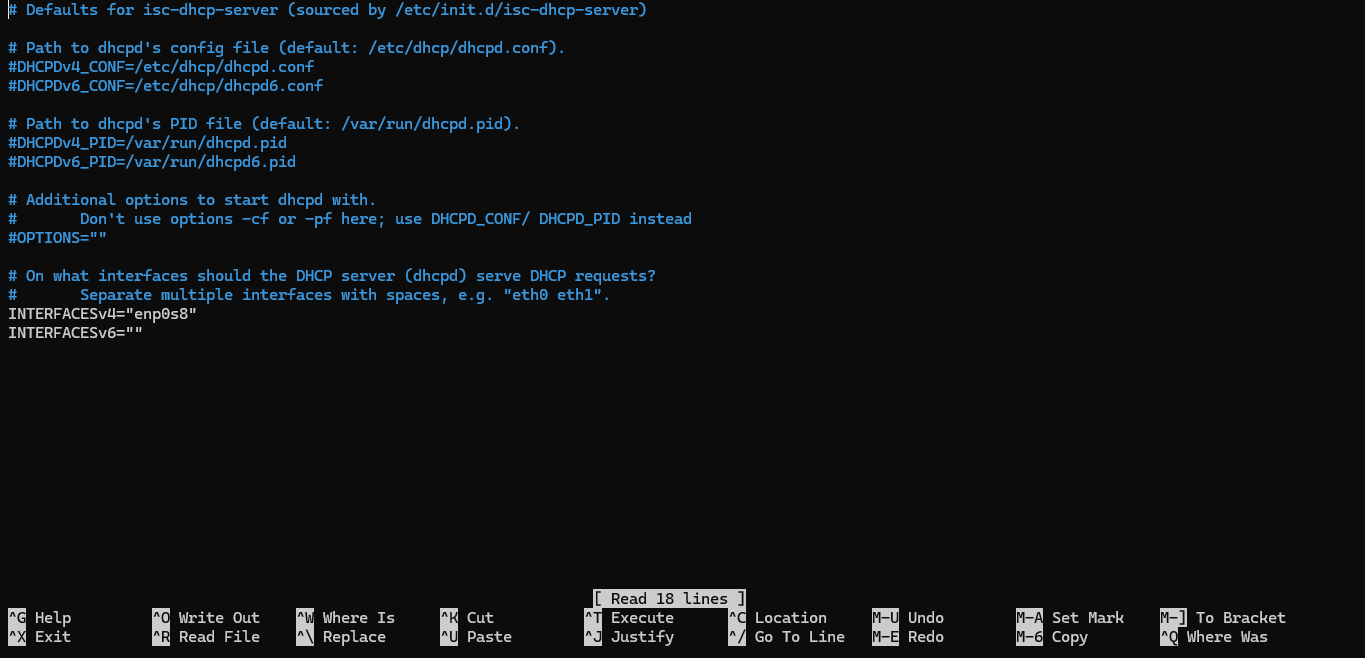 # Defaults for isc-dhcp-server (sourced by /etc/init.d/isc-dhcp-server)

# Path to dhcpd's config file (default: /etc/dhcp/dhcpd.conf).
#DHCPDv4_CONF=/etc/dhcp/dhcpd.conf
#DHCPDv6_CONF=/etc/dhcp/dhcpd6.conf

# Path to dhcpd's PID file (default: /var/run/dhcpd.pid).
#DHCPDv4_PID=/var/run/dhcpd.pid
#DHCPDv6_PID=/var/run/dhcpd6.pid

# Additional options to start dhcpd with.
#       Don't use options -cf or -pf here; use DHCPD_CONF/ DHCPD_PID instead
#OPTIONS=""

# On what interfaces should the DHCP server (dhcpd) serve DHCP requests?
#       Separate multiple interfaces with spaces, e.g. "eth0 eth1".
INTERFACESv4="enp0s8"
INTERFACESv6=""

[ Read 18 lines ]
^G Help ^O Write Out ^W Where Is ^K Cut ^T Execute ^C Location M-U Undo M-A Set Mark M-] To Bracket
^X Exit ^R Read File ^\ Replace ^U Paste ^J Justify ^/ Go To Line M-E Redo M-6 Copy ^Q Where Was